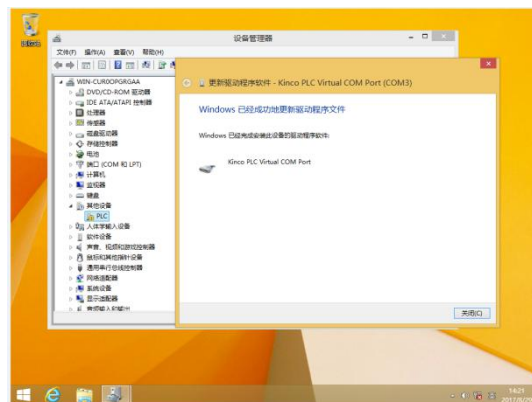 设备管理器
文件(F) 操作(A) 查看(V) 帮助(H)
WIN-CUR0OPGRGAA
DVD/CD-ROM 驱动器
IDE ATA/ATAPI 控制器
处理器
传感器
磁盘驱动器
存储控制器
电池
端口 (COM 和 LPT)
计算机
监视器
键盘
其他设备
PLC
人体学输入设备
软件设备
声音、视频和游戏控制器
鼠标和其他指针设备
通用串行总线控制器
网络适配器
系统设备
显示适配器
音频输入和输出
更新驱动程序软件 - Kinco PLC Virtual COM Port (COM3)
Windows 已经成功地更新驱动程序文件
Windows 已经完成安装此设备的驱动程序软件:
Kinco PLC Virtual COM Port
关闭(C)
14:21